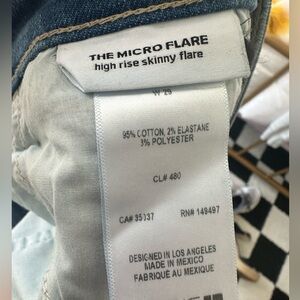 THE MICRO FLARE
high rise skinny flare
W 25
95% COTTON, 2% ELASTANE
3% POLYESTER
CL# 480
CA# 35037 RN# 149497
DESIGNED IN LOS ANGELES
MADE IN MEXICO
FABRIQUÉ AU MEXIQUE